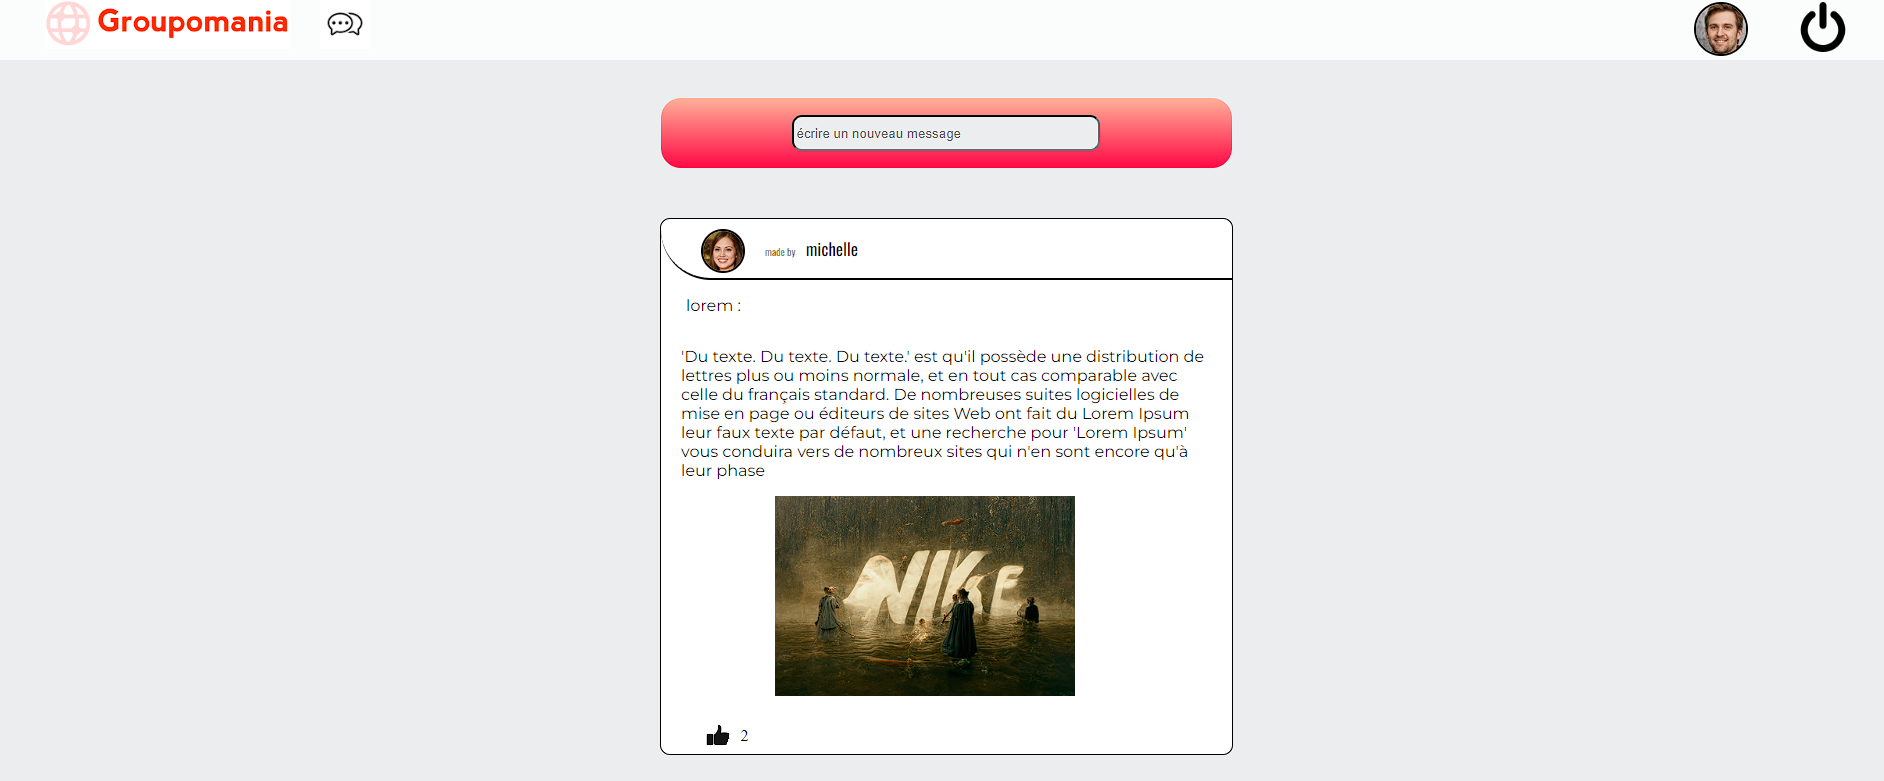 Groupomania
écrire un nouveau message
made by michelle
lorem :
'Du texte. Du texte. Du texte.' est qu'il possède une distribution de
lettres plus ou moins normale, et en tout cas comparable avec
celle du français standard. De nombreuses suites logicielles de
mise en page ou éditeurs de sites Web ont fait du Lorem Ipsum
leur faux texte par défaut, et une recherche pour 'Lorem Ipsum'
vous conduira vers de nombreux sites qui n'en sont encore qu'à
leur phase
NIKE
2